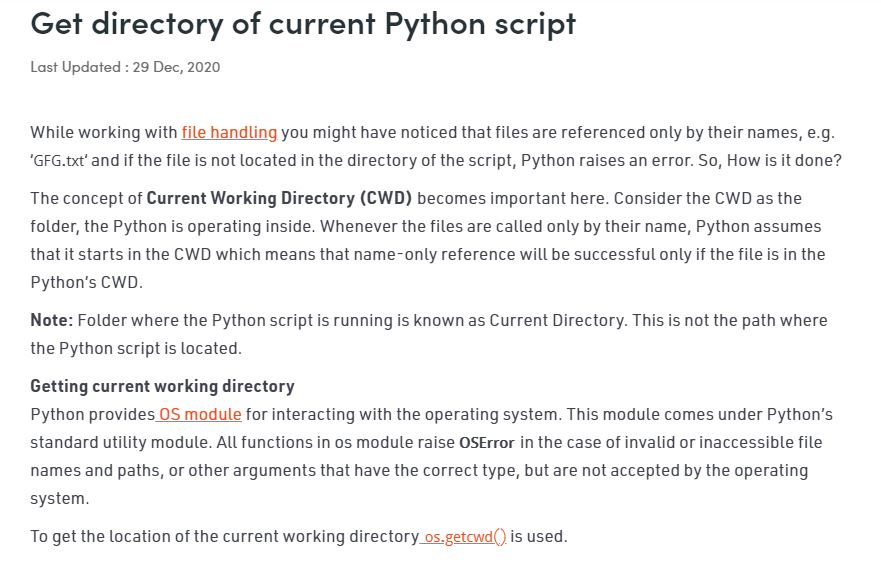 Get directory of current Python script
Last Updated : 29 Dec, 2020
While working with file handling you might have noticed that files are referenced only by their names, e.g.
‘GFG.txt’ and if the file is not located in the directory of the script, Python raises an error. So, How is it done?
The concept of Current Working Directory (CWD) becomes important here. Consider the CWD as the
folder, the Python is operating inside. Whenever the files are called only by their name, Python assumes
that it starts in the CWD which means that name-only reference will be successful only if the file is in the
Python’s CWD.
Note: Folder where the Python script is running is known as Current Directory. This is not the path where
the Python script is located.
Getting current working directory
Python provides OS module for interacting with the operating system. This module comes under Python’s
standard utility module. All functions in os module raise OSError in the case of invalid or inaccessible file
names and paths, or other arguments that have the correct type, but are not accepted by the operating
system.
To get the location of the current working directory os.getcwd() is used.